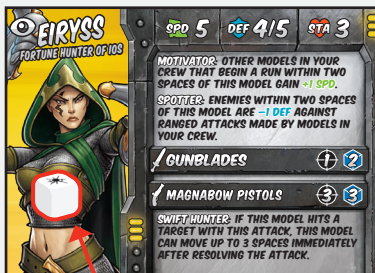 EIRYSS
FORTUNE HUNTER OF IOS
SPD 5 DEF 4/5 STA 3
MOTIVATOR: OTHER MODELS IN YOUR
CREW THAT BEGIN A RUN WITHIN TWO
SPACES OF THIS MODEL GAIN +1 SPD.
SPOTTER: ENEMIES WITHIN TWO SPACES
OF THIS MODEL ARE -1 DEF AGAINST
RANGED ATTACKS MADE BY MODELS IN
YOUR CREW.
GUNBLADES 1 2
MAGNABOW PISTOLS 3 3
SWIFT HUNTER: IF THIS MODEL HITS A
TARGET WITH THIS ATTACK, THIS MODEL
CAN MOVE UP TO 3 SPACES IMMEDIATELY
AFTER RESOLVING THE ATTACK.